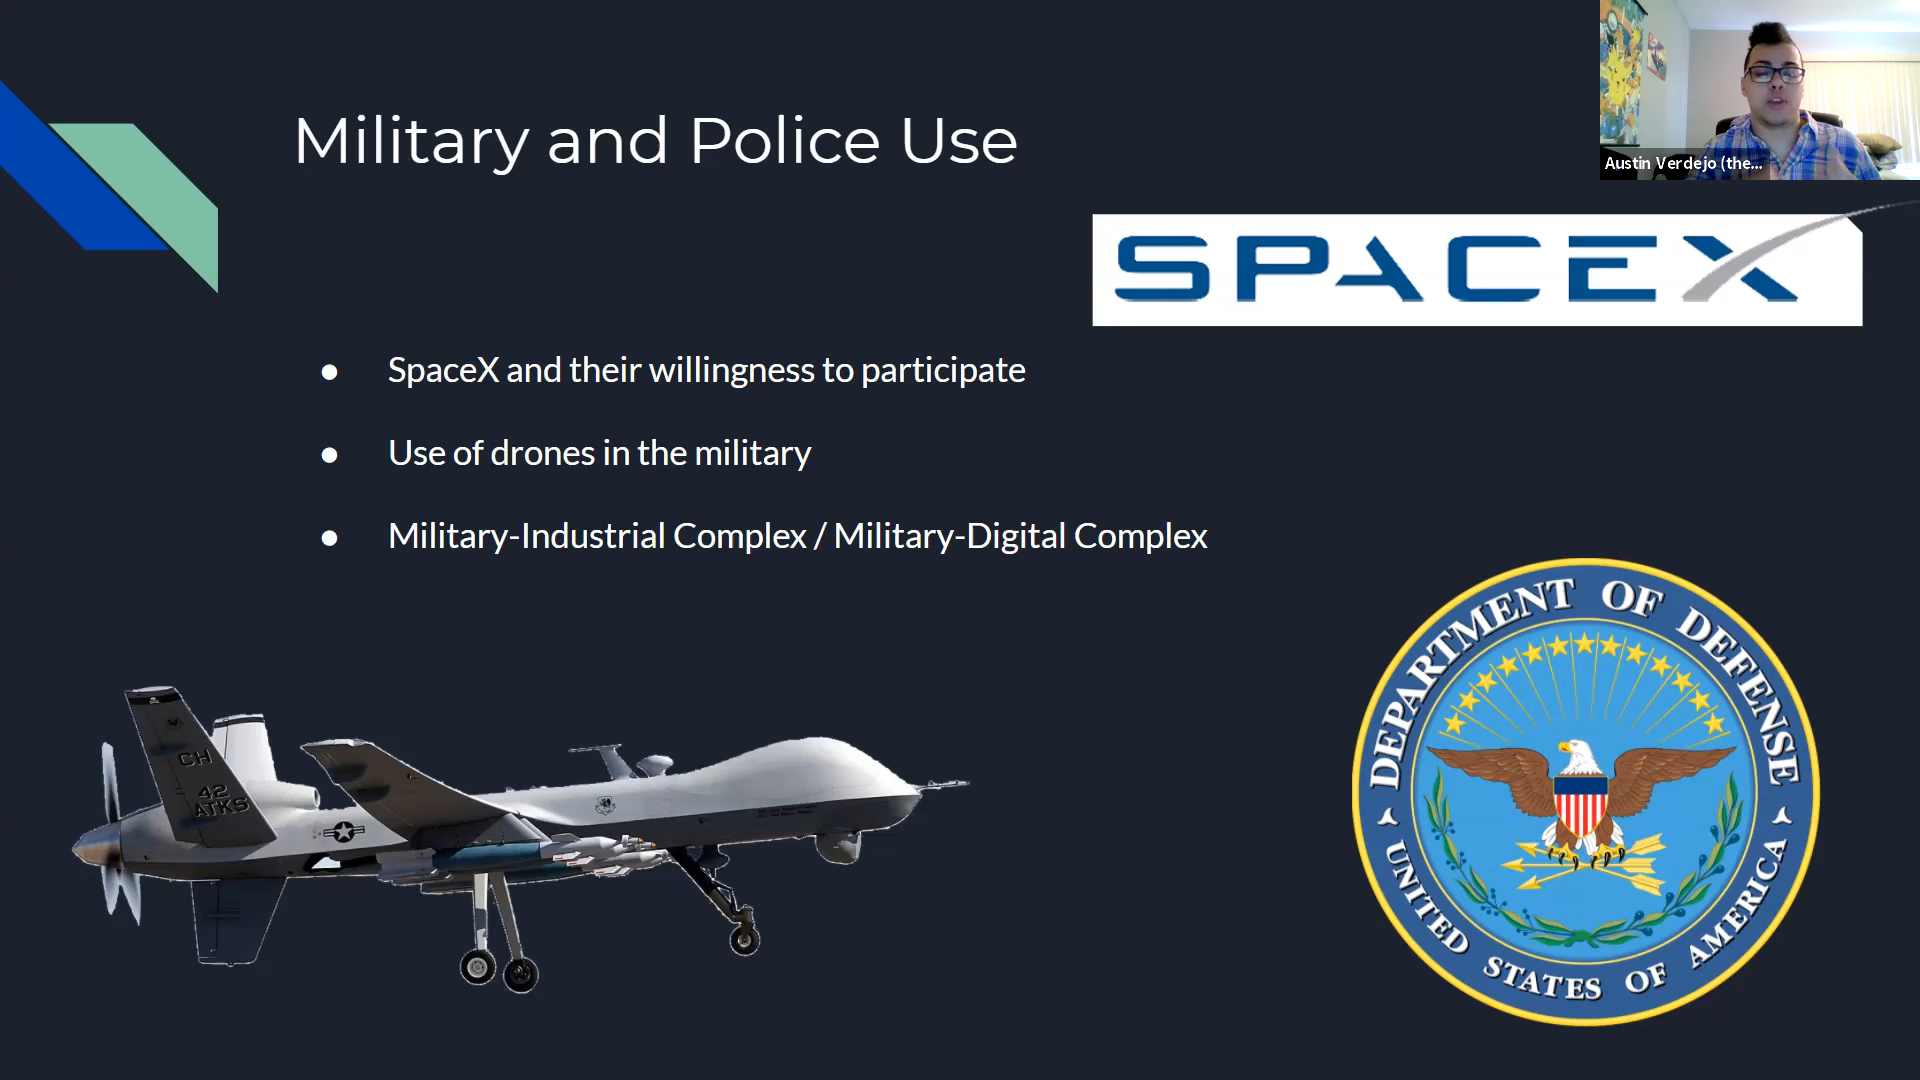 Military and Police Use
Austin Verdejo (the...
SPACEX
● SpaceX and their willingness to participate
● Use of drones in the military
● Military-Industrial Complex / Military-Digital Complex
CH
42
ATKS
DEPARTMENT OF DEFENSE
UNITED STATES OF AMERICA